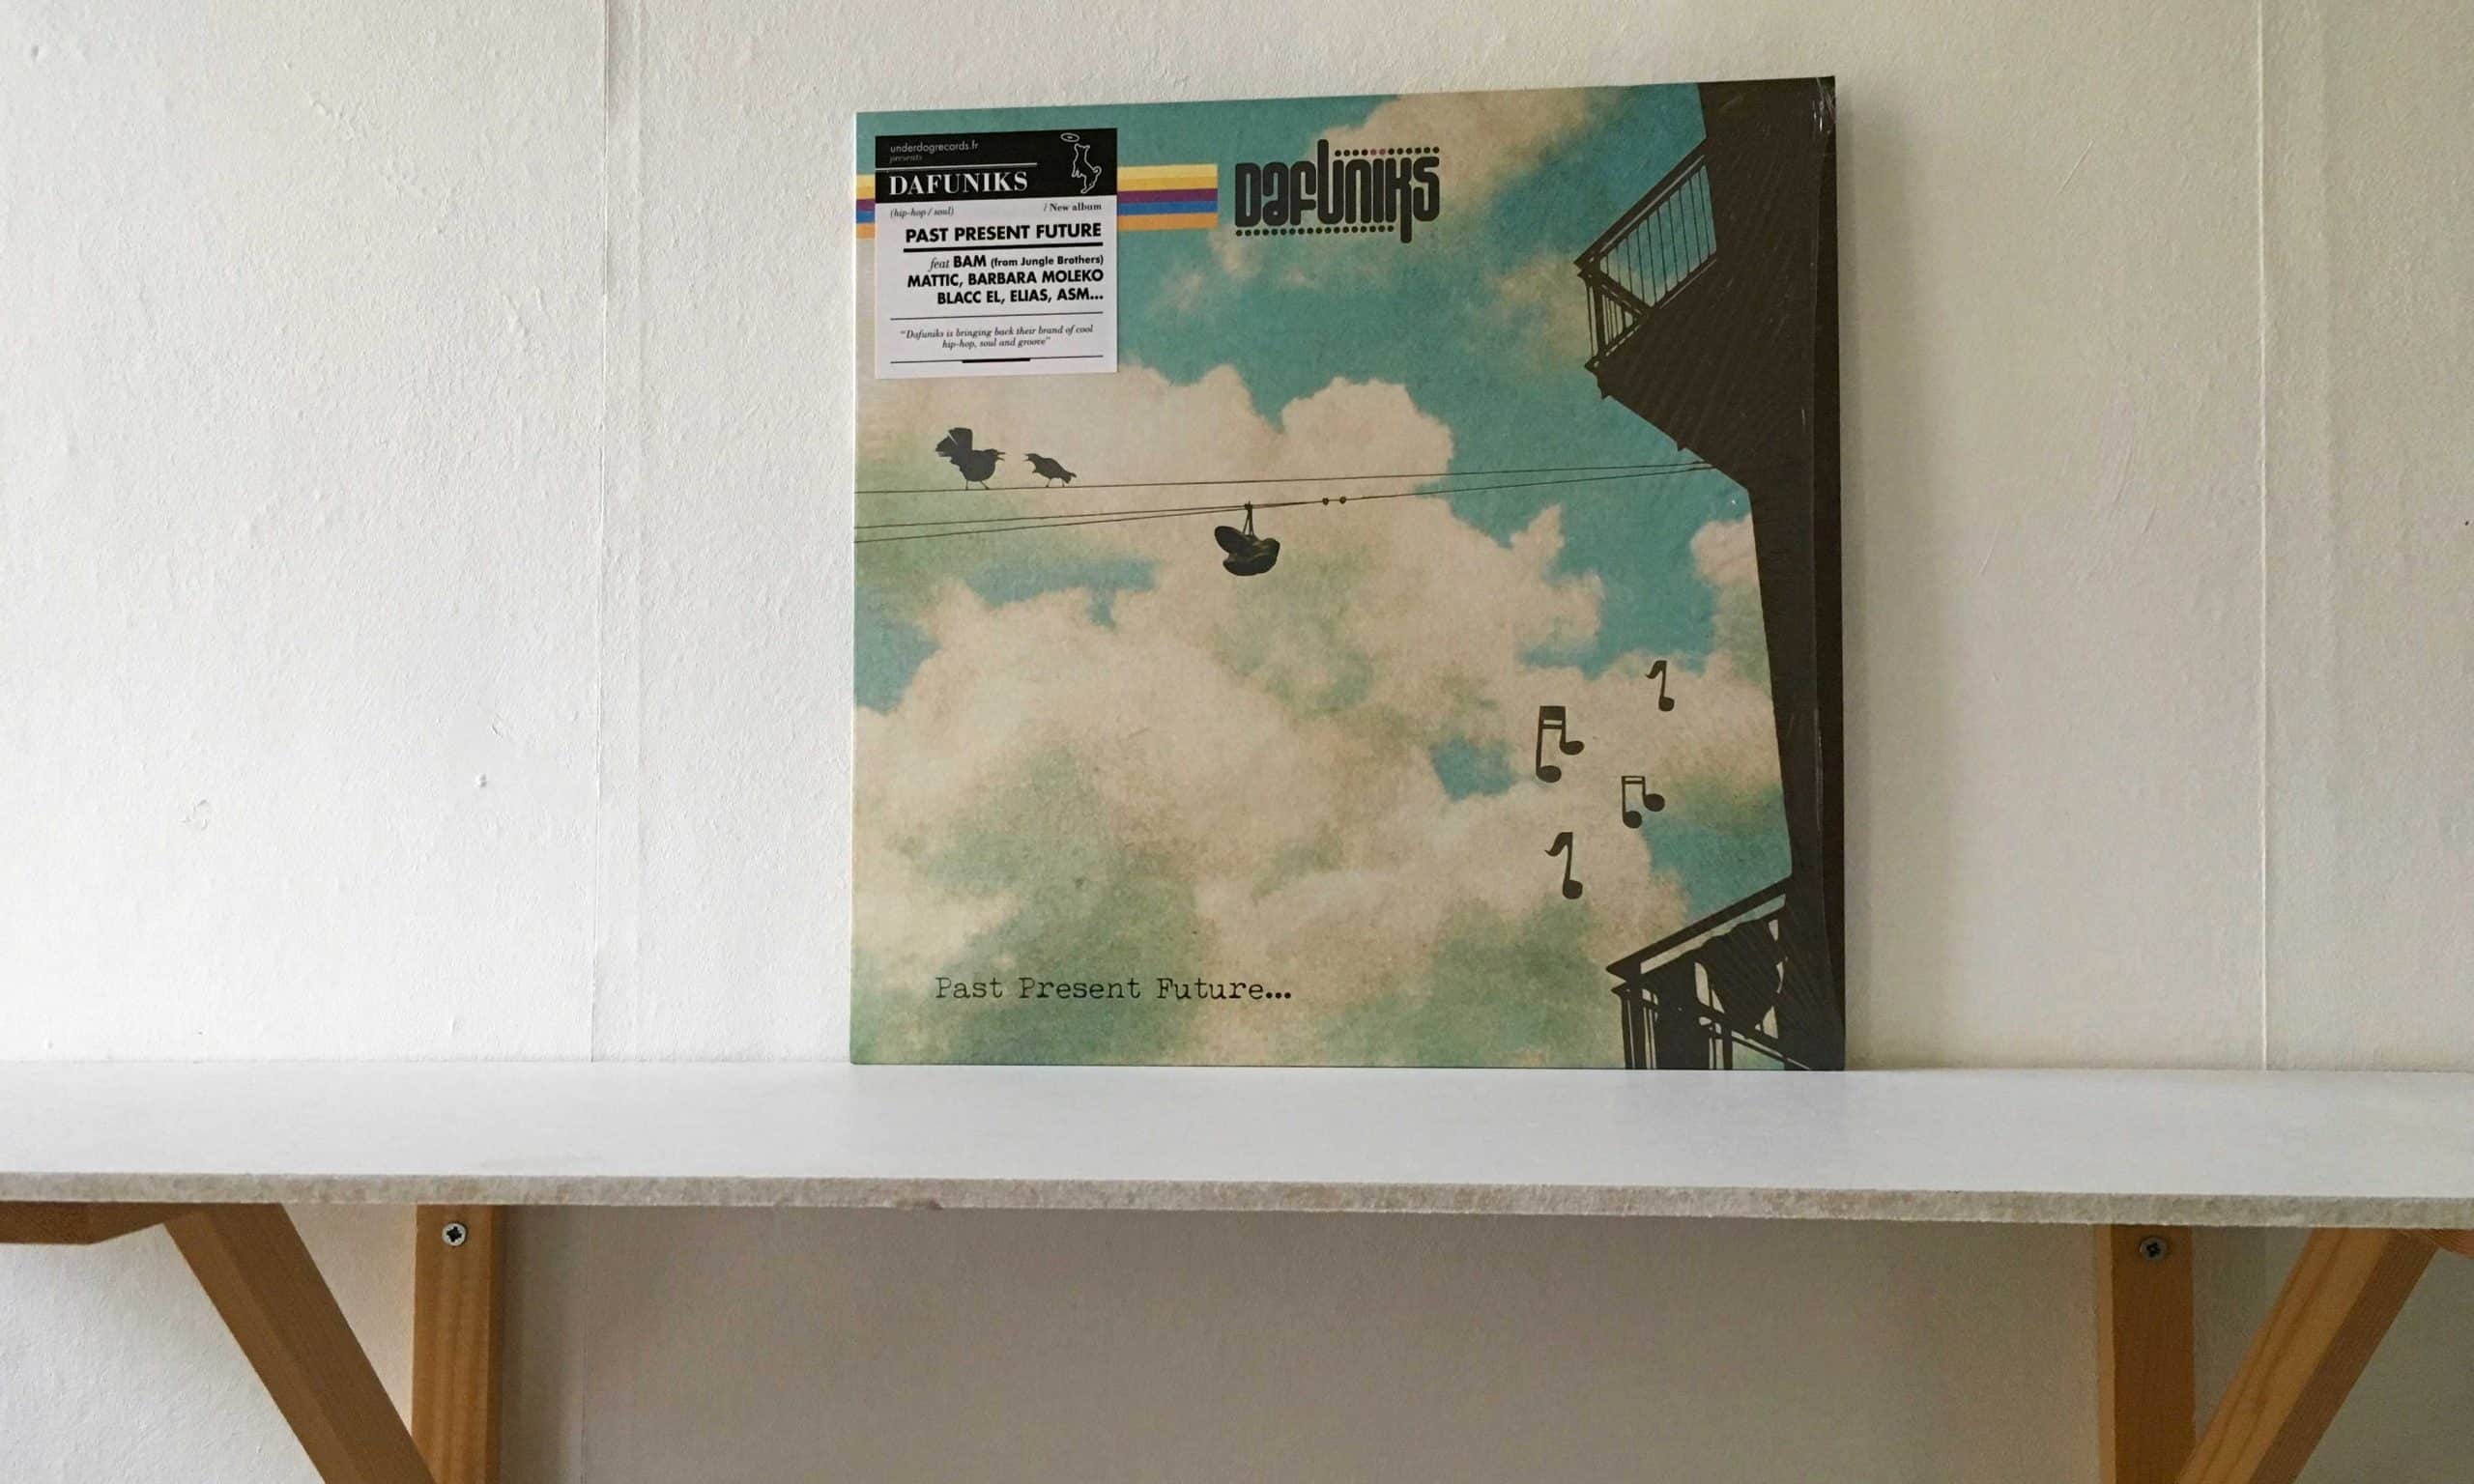 underdogrecords.fr
presents
DAFUNIKS
(hip-hop / soul) / New album
PAST PRESENT FUTURE
feat BAM (from Jungle Brothers)
MATTIC, BARBARA MOLEKO
BLACC EL, ELIAS, ASM...
"Dafuniks is bringing back their brand of cool
hip-hop, soul and groove"
Dafuniks
Past Present Future...